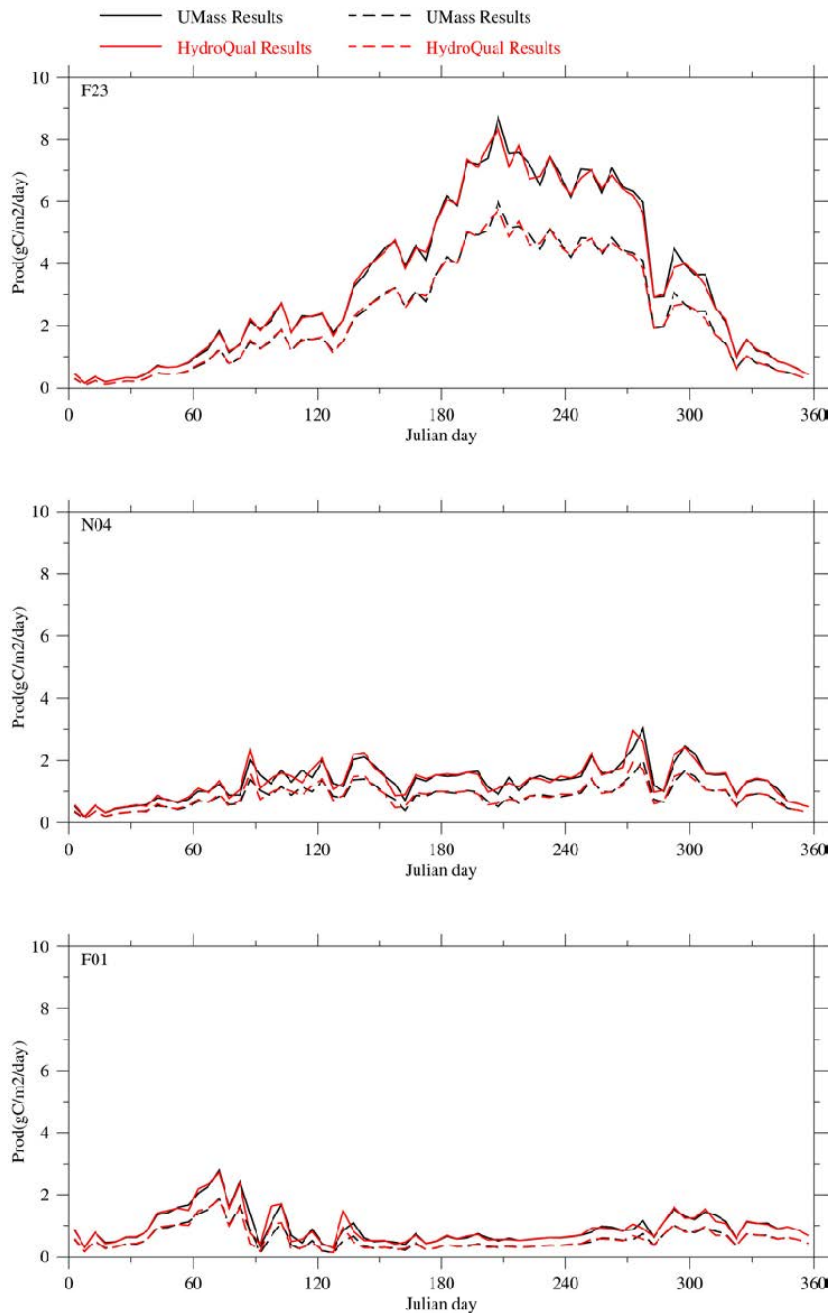 UMass Results UMass Results
HydroQual Results HydroQual Results
10
F23
8
6
4
2
0
Prod(gC/m2/day)
0 60 120 180 240 300 360
Julian day
10
N04
8
6
4
2
0
Prod(gC/m2/day)
0 60 120 180 240 300 360
Julian day
10
F01
8
6
4
2
0
Prod(gC/m2/day)
0 60 120 180 240 300 360
Julian day